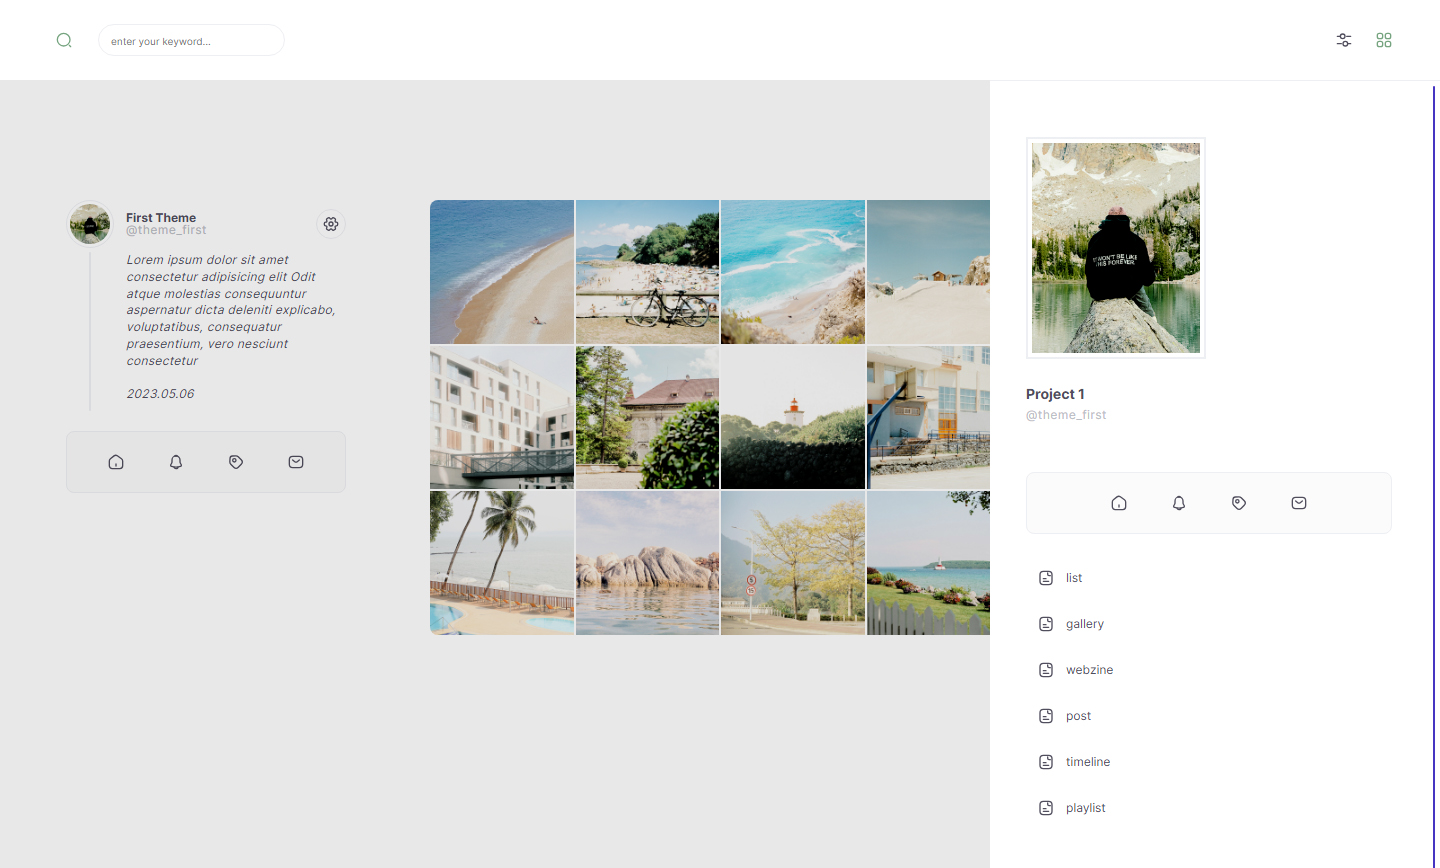 enter your keyword...
First Theme
@theme_first
Lorem ipsum dolor sit amet
consectetur adipisicing elit Odit
atque molestias consequuntur
aspernatur dicta deleniti explicabo,
voluptatibus, consequatur
praesentium, vero nesciunt
consectetur
2023.05.06
WON'T BE LIKE
THIS FOREVER.
Project 1
@theme_first
list
gallery
webzine
post
timeline
playlist